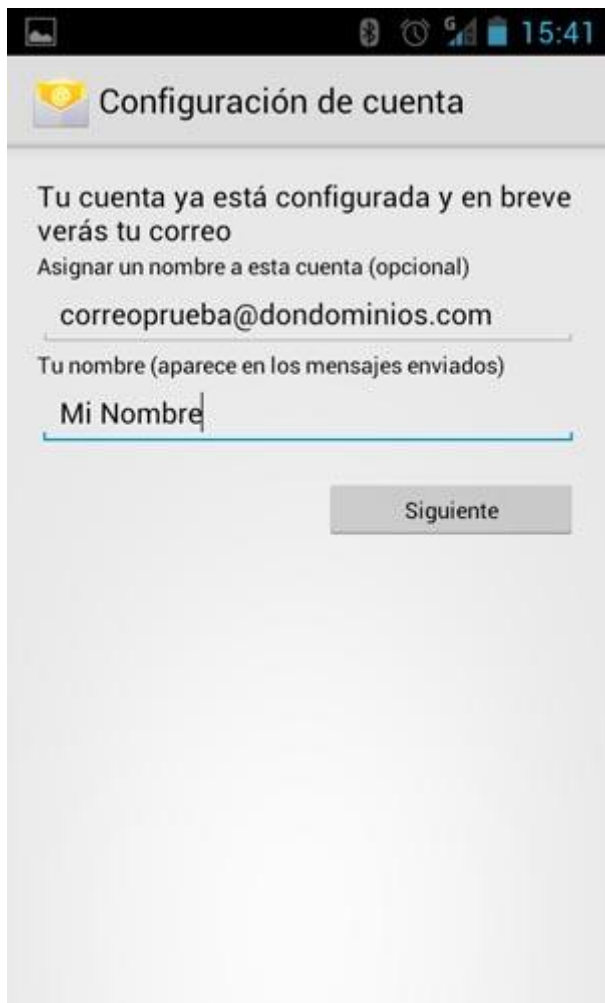 G 15:41
Configuración de cuenta
Tu cuenta ya está configurada y en breve
verás tu correo
Asignar un nombre a esta cuenta (opcional)
correoprueba@dondominios.com
Tu nombre (aparece en los mensajes enviados)
Mi Nombre
Siguiente